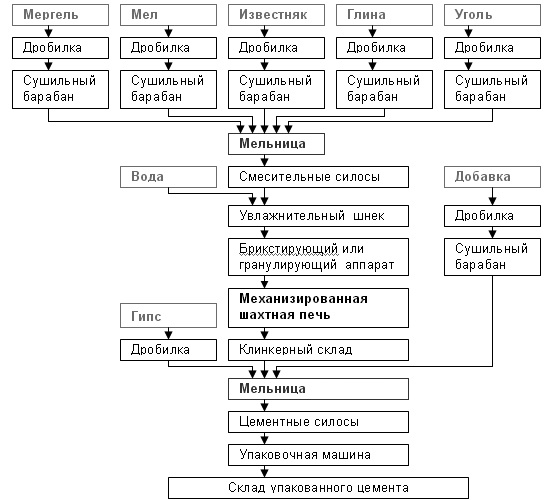 Мергель Мел Известняк Глина Уголь
Дробилка Дробилка Дробилка Дробилка Дробилка
Сушильный Сушильный Сушильный Сушильный Сушильный
барабан барабан барабан барабан барабан
Мельница
Вода Смесительные силосы Добавка
Увлажнительный шнек Дробилка
Брикстирующий или Сушильный
гранулирующий аппарат барабан
Механизированная
шахтная печь
Гипс
Дробилка Клинкерный склад
Мельница
Цементные силосы
Упаковочная машина
Склад упакованного цемента